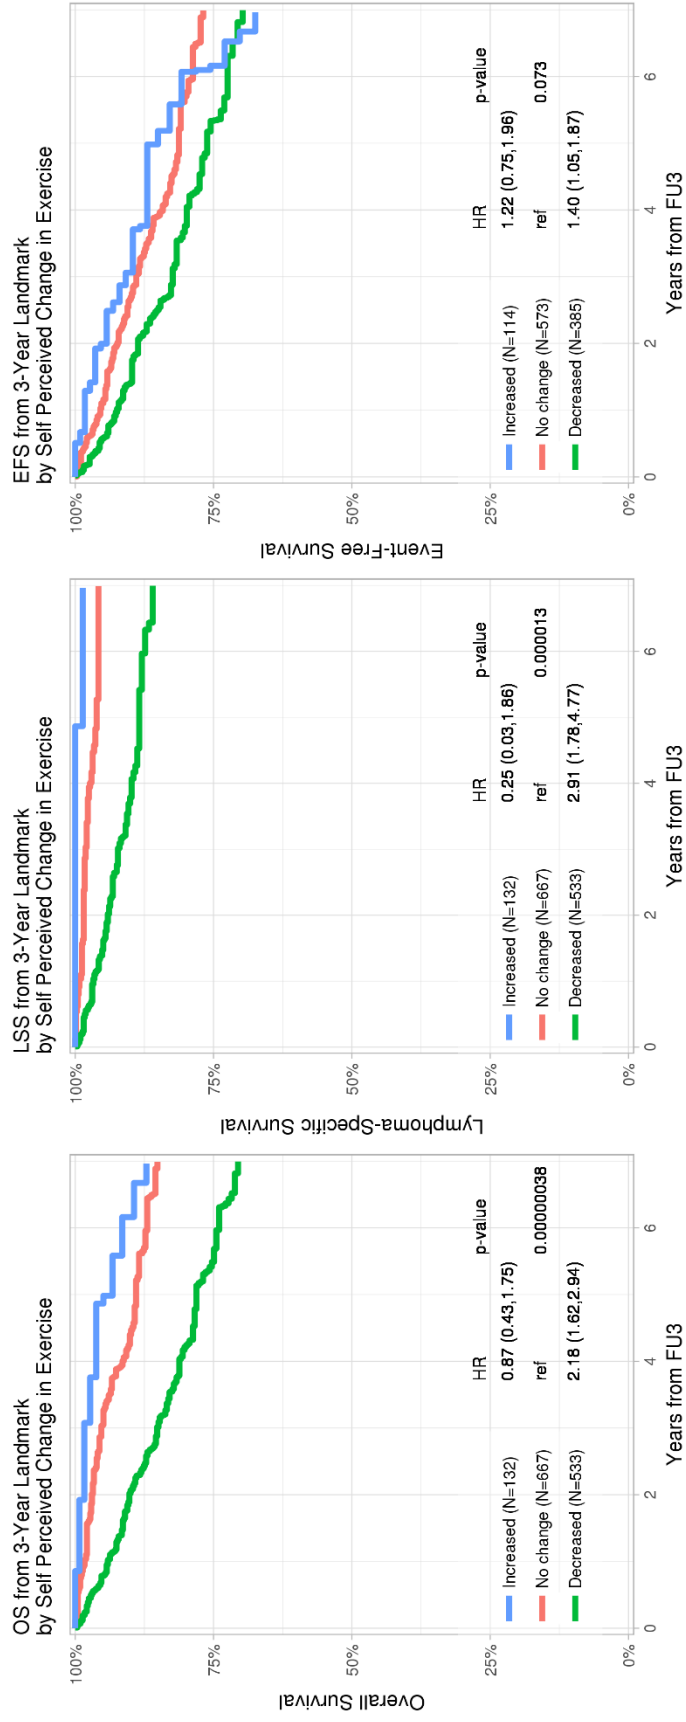 OS from 3-Year Landmark
by Self Perceived Change in Exercise
100%
75%
50%
25%
0%
Overall Survival
HR p-value
Increased (N=132) 0.87 (0.43,1.75)
No change (N=667) ref 0.00000038
Decreased (N=533) 2.18 (1.62,2.94)
0 2 4 6
Years from FU3
LSS from 3-Year Landmark
by Self Perceived Change in Exercise
100%
75%
50%
25%
0%
Lymphoma-Specific Survival
HR p-value
Increased (N=132) 0.25 (0.03,1.86)
No change (N=667) ref 0.000013
Decreased (N=533) 2.91 (1.78,4.77)
0 2 4 6
Years from FU3
EFS from 3-Year Landmark
by Self Perceived Change in Exercise
100%
75%
50%
25%
0%
Event-Free Survival
HR p-value
Increased (N=114) 1.22 (0.75,1.96)
No change (N=573) ref 0.073
Decreased (N=385) 1.40 (1.05,1.87)
0 2 4 6
Years from FU3